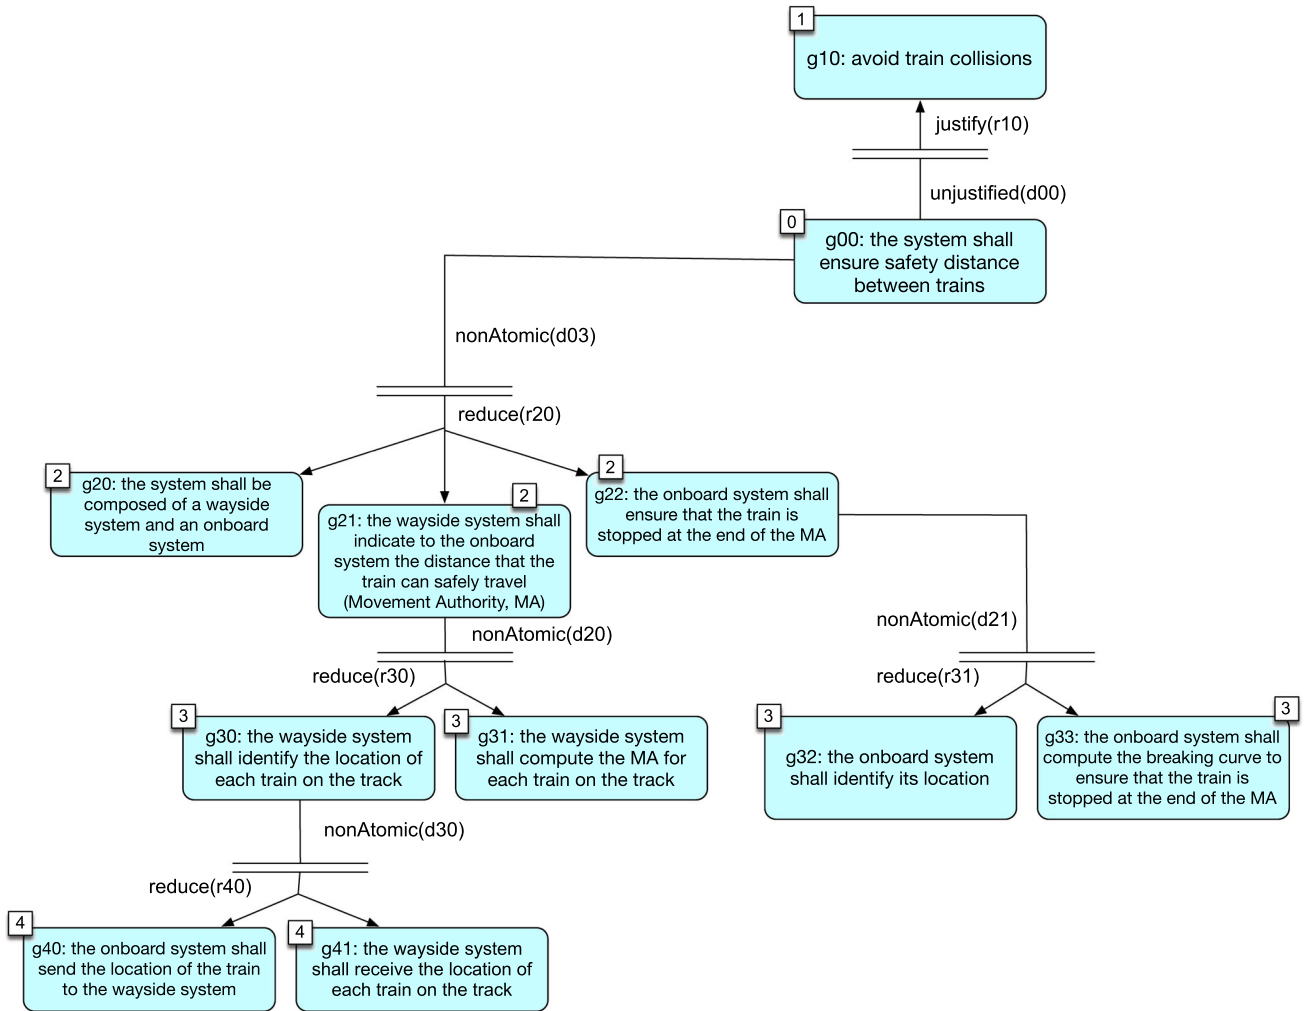 1
g10: avoid train collisions
justify(r10)
unjustified(d00)
0
g00: the system shall
ensure safety distance
between trains
nonAtomic(d03)
reduce(r20)
2
g20: the system shall be
composed of a wayside
system and an onboard
system
2
g21: the wayside system shall
indicate to the onboard
system the distance that the
train can safely travel
(Movement Authority, MA)
2
g22: the onboard system shall
ensure that the train is
stopped at the end of the MA
nonAtomic(d20)
reduce(r30)
nonAtomic(d21)
reduce(r31)
3
g30: the wayside system
shall identify the location of
each train on the track
3
g31: the wayside system
shall compute the MA for
each train on the track
3
g32: the onboard system
shall identify its location
3
g33: the onboard system shall
compute the breaking curve to
ensure that the train is
stopped at the end of the MA
nonAtomic(d30)
reduce(r40)
4
g40: the onboard system shall
send the location of the train
to the wayside system
4
g41: the wayside system
shall receive the location of
each train on the track